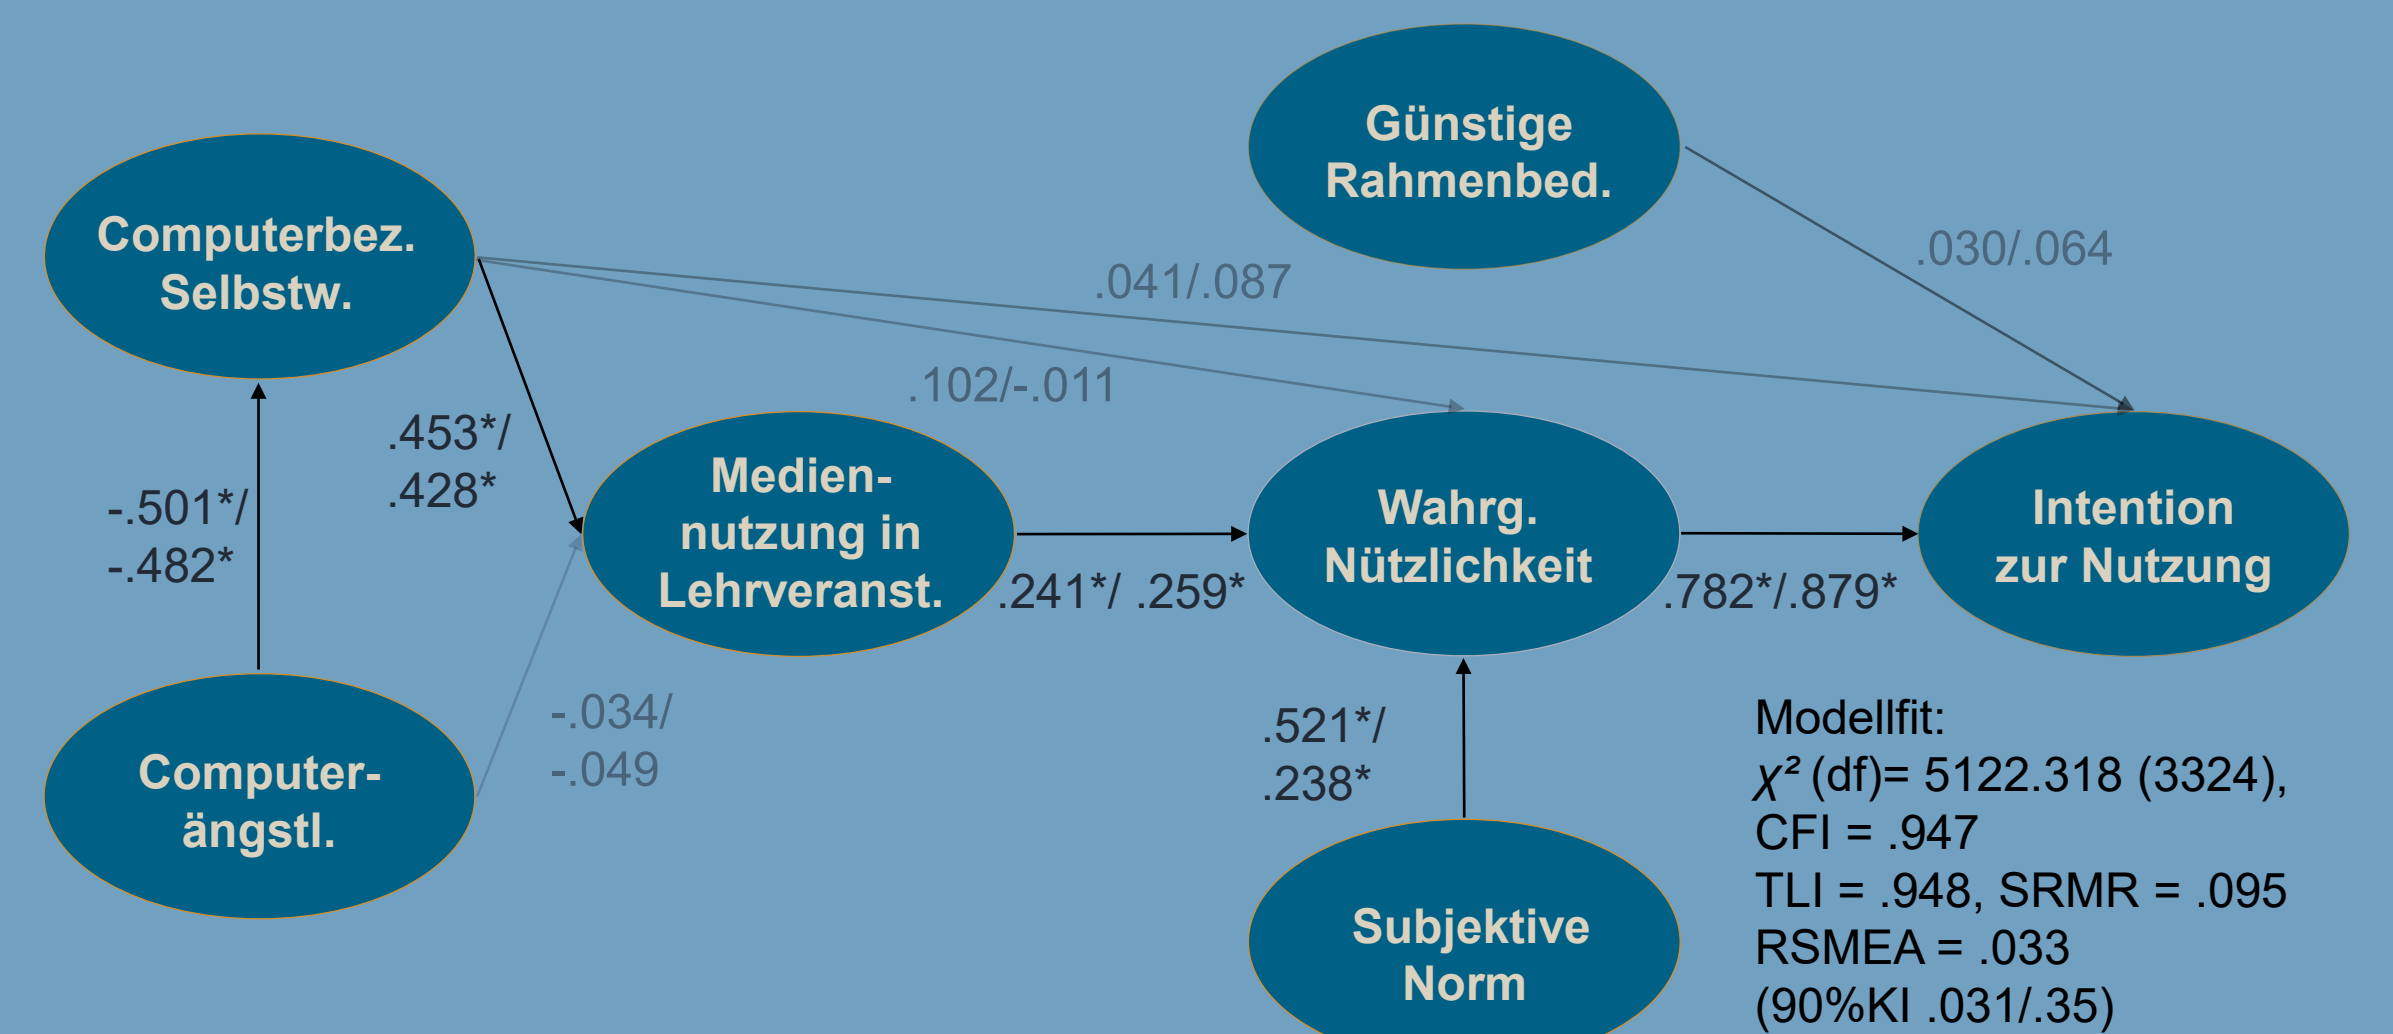 Günstige
Rahmenbed.
Computerbez.
Selbstw.
.030/.064
.041/.087
.102/-.011
.453*/
.428*
-.501*/
-.482*
Medien-
nutzung in
Lehrveranst.
Wahrg.
Nützlichkeit
Intention
zur Nutzung
.241*/ .259*
.782*/.879*
-.034/
-.049
Computer-
ängstl.
.521*/
.238*
Subjektive
Norm
Modellfit:
χ² (df)= 5122.318 (3324),
CFI = .947
TLI = .948, SRMR = .095
RSMEA = .033
(90%KI .031/.35)